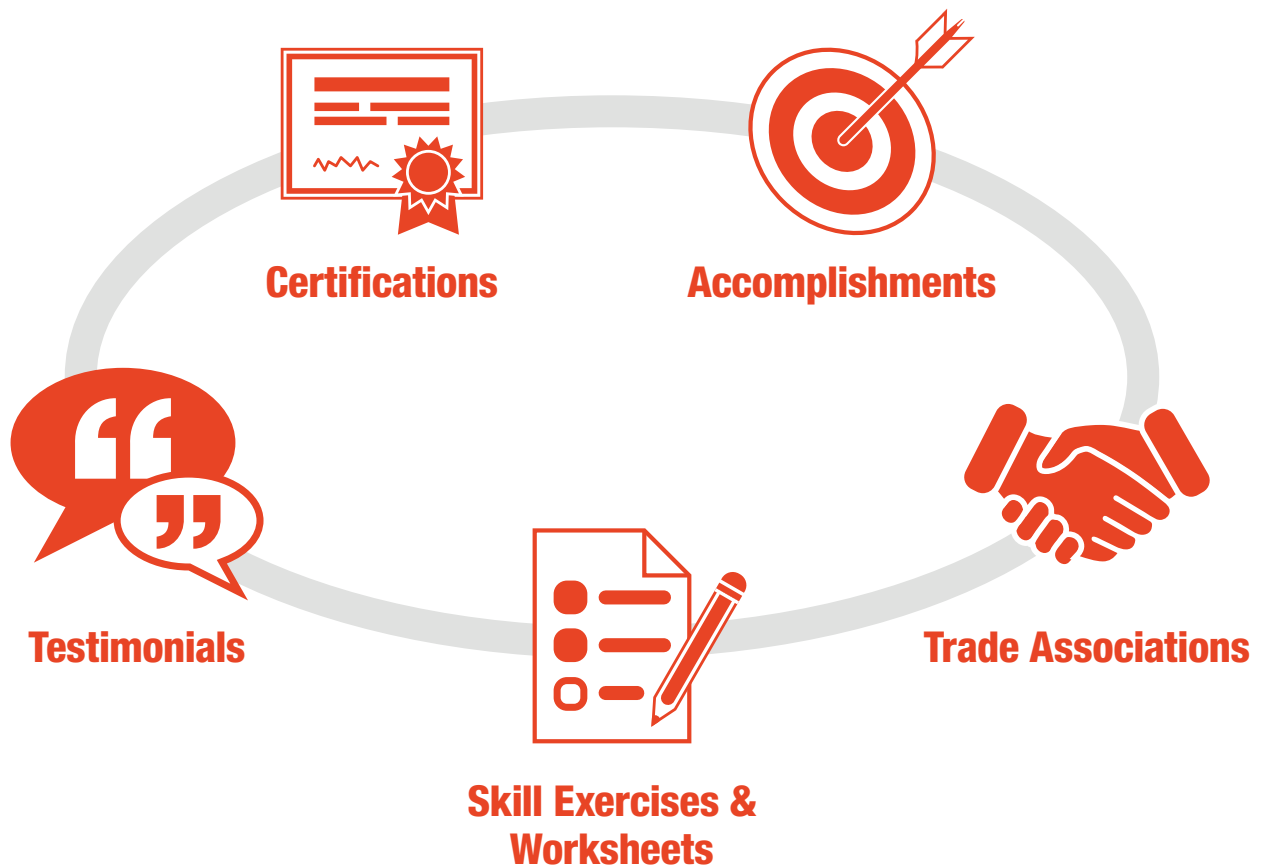 Certifications
Accomplishments
Testimonials
Trade Associations
Skill Exercises &
Worksheets